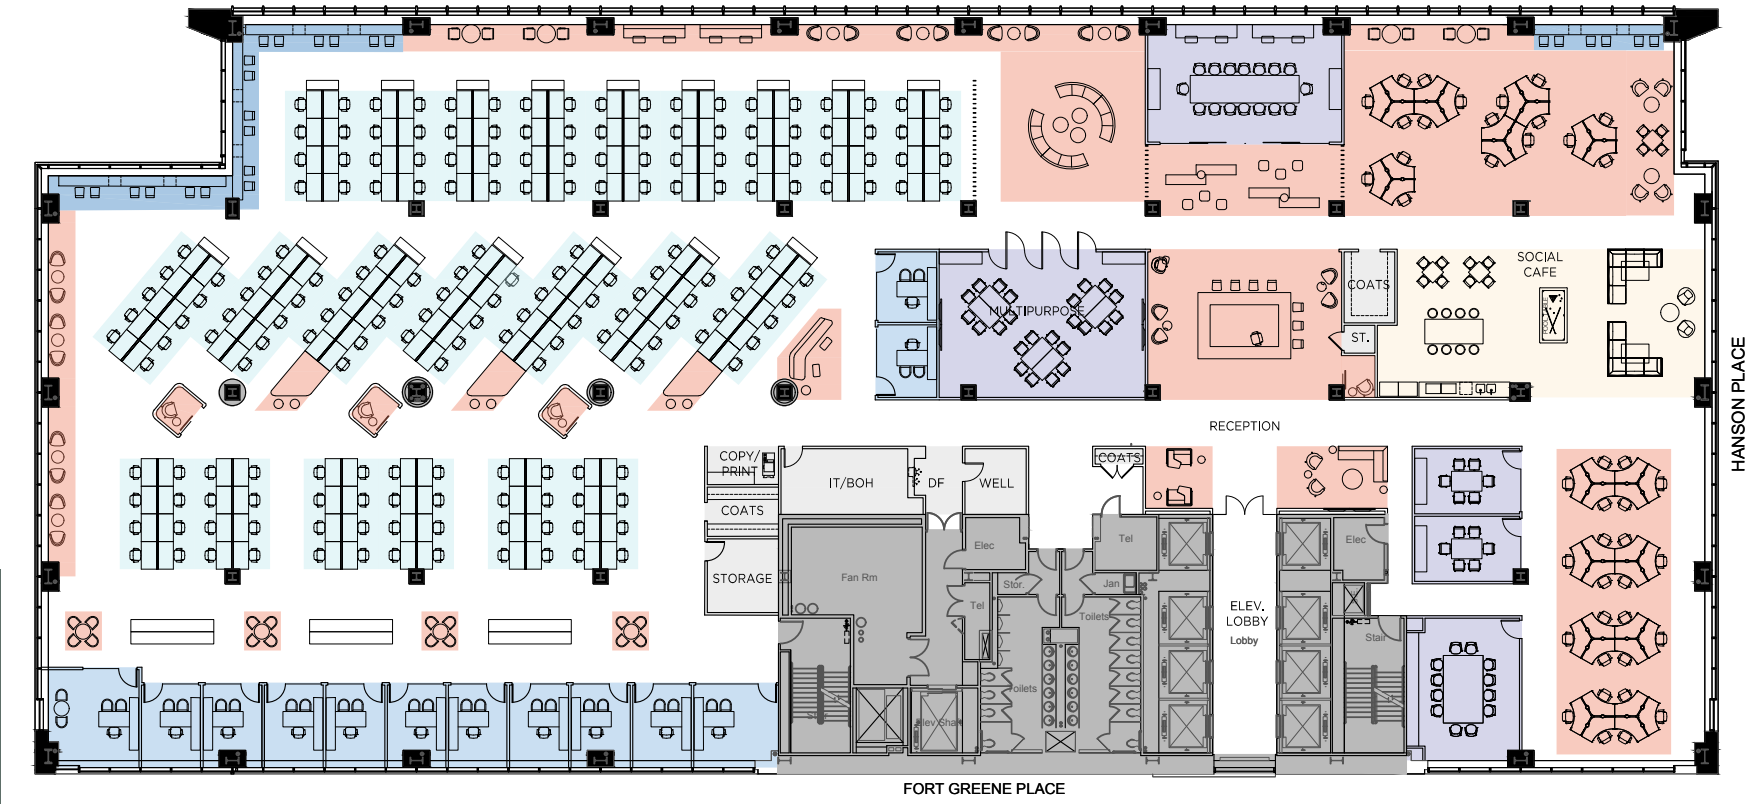 SOCIAL
CAFE
COATS
MULTIPURPOSE
ST.
HANSON PLACE
RECEPTION
COPY/
PRINT
IT/BOH
DF
WELL
COATS
COATS
Elec
Tel
Elec
STORAGE
Fan Rm
Stor.
Jan
Tel
Toilets
ELEV.
LOBBY
Lobby
Stair
Toilets
Elev Shaft
FORT GREENE PLACE